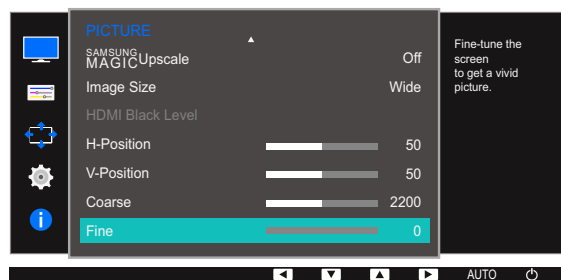 PICTURE
SAMSUNG
MAGIC Upscale Off
Image Size Wide
HDMI Black Level
H-Position 50
V-Position 50
Coarse 2200
Fine 0
Fine-tune the
screen
to get a vivid
picture.
AUTO